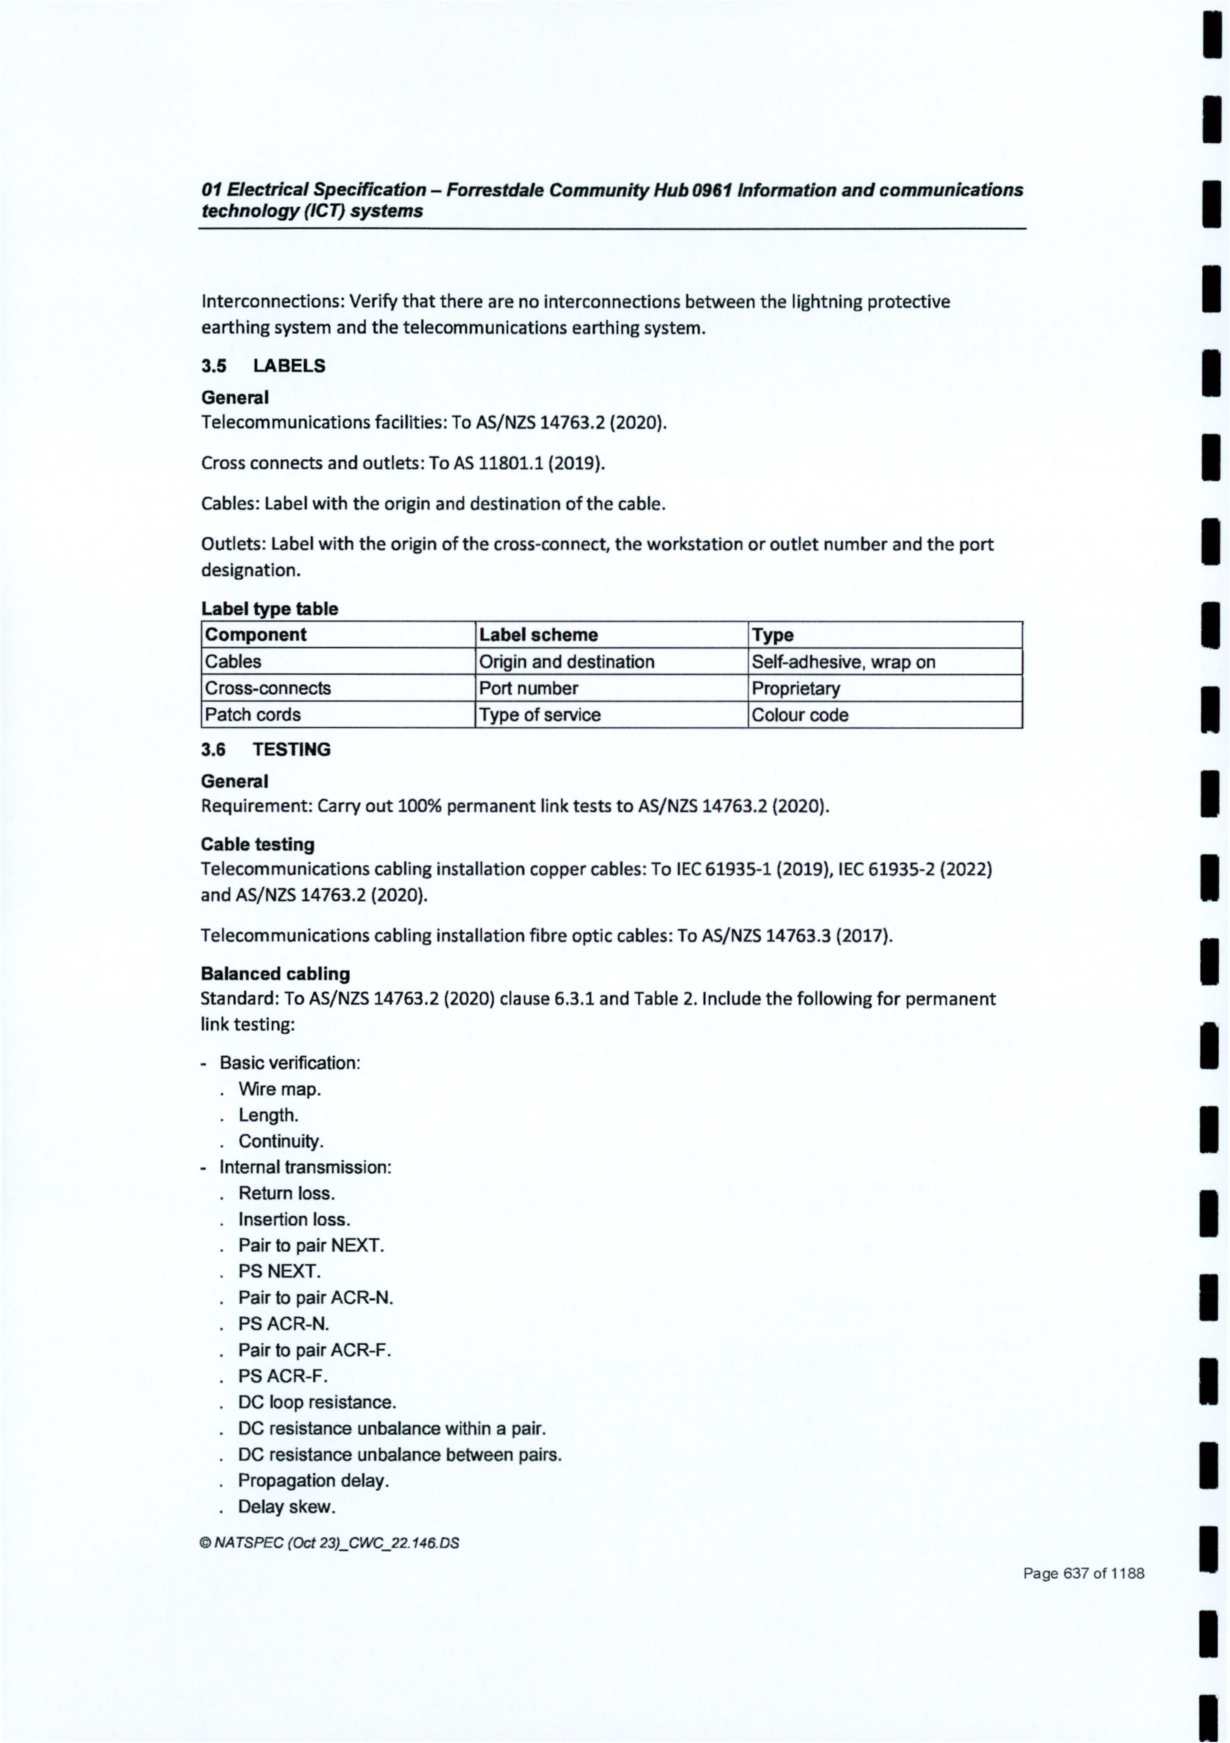 01 Electrical Specification – Forrestdale Community Hub 0961 Information and communications
technology (ICT) systems
Interconnections: Verify that there are no interconnections between the lightning protective
earthing system and the telecommunications earthing system.
3.5 LABELS
General
Telecommunications facilities: To AS/NZS 14763.2 (2020).
Cross connects and outlets: To AS 11801.1 (2019).
Cables: Label with the origin and destination of the cable.
Outlets: Label with the origin of the cross-connect, the workstation or outlet number and the port
designation.
Label type table
Component Label scheme Type
Cables Origin and destination Self-adhesive, wrap on
Cross-connects Port number Proprietary
Patch cords Type of service Colour code
3.6 TESTING
General
Requirement: Carry out 100% permanent link tests to AS/NZS 14763.2 (2020).
Cable testing
Telecommunications cabling installation copper cables: To IEC 61935-1 (2019), IEC 61935-2 (2022)
and AS/NZS 14763.2 (2020).
Telecommunications cabling installation fibre optic cables: To AS/NZS 14763.3 (2017).
Balanced cabling
Standard: To AS/NZS 14763.2 (2020) clause 6.3.1 and Table 2. Include the following for permanent
link testing:
- Basic verification:
. Wire map.
. Length.
. Continuity.
- Internal transmission:
. Return loss.
. Insertion loss.
. Pair to pair NEXT.
. PS NEXT.
. Pair to pair ACR-N.
. PS ACR-N.
. Pair to pair ACR-F.
. PS ACR-F.
. DC loop resistance.
. DC resistance unbalance within a pair.
. DC resistance unbalance between pairs.
. Propagation delay.
. Delay skew.
© NATSPEC (Oct 23)_CWC_22.146.DS
Page 637 of 1188